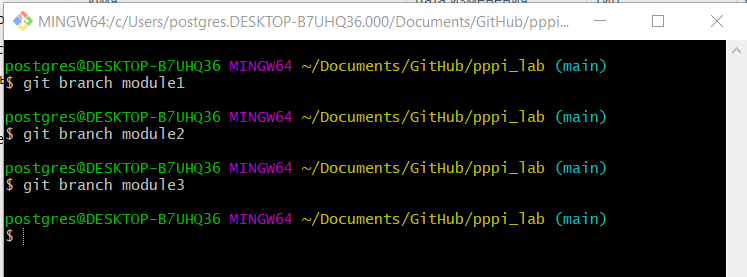 MINGW64:/c/Users/postgres.DESKTOP-B7UHQ36.000/Documents/GitHub/pppi...
postgres@DESKTOP-B7UHQ36 MINGW64 ~/Documents/GitHub/pppi_lab (main)
$ git branch module1
postgres@DESKTOP-B7UHQ36 MINGW64 ~/Documents/GitHub/pppi_lab (main)
$ git branch module2
postgres@DESKTOP-B7UHQ36 MINGW64 ~/Documents/GitHub/pppi_lab (main)
$ git branch module3
postgres@DESKTOP-B7UHQ36 MINGW64 ~/Documents/GitHub/pppi_lab (main)
$